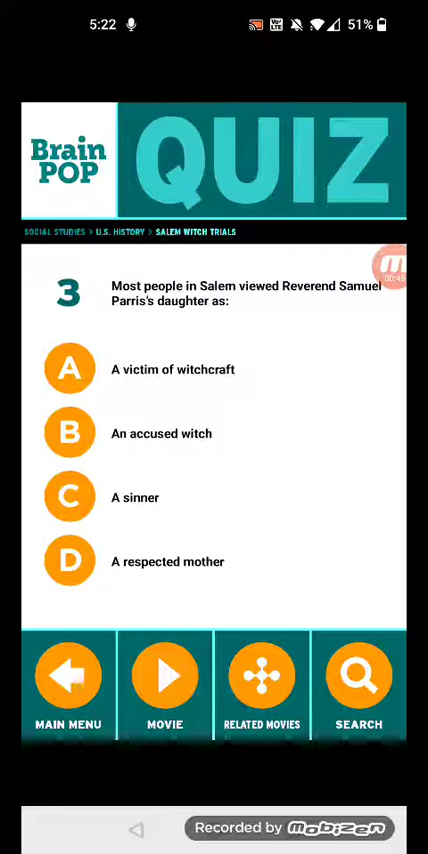 5:22
51%
Brain
POP
QUIZ
SOCIAL STUDIES > U.S. HISTORY > SALEM WITCH TRIALS
3
Most people in Salem viewed Reverend Samuel
Parris's daughter as:
00:45
A
A victim of witchcraft
B
An accused witch
C
A sinner
D
A respected mother
MAIN MENU
MOVIE
RELATED MOVIES
SEARCH
Recorded by mobizen